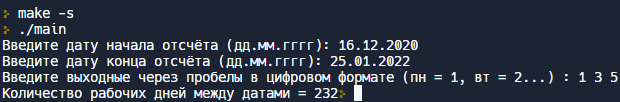 > make -s
> ./main
Введите дату начала отсчёта (дд.мм.гггг): 16.12.2020
Введите дату конца отсчёта (дд.мм.гггг): 25.01.2022
Введите выходные через пробелы в цифровом формате (пн = 1, вт = 2...) : 1 3 5
Количество рабочих дней между датами = 232>